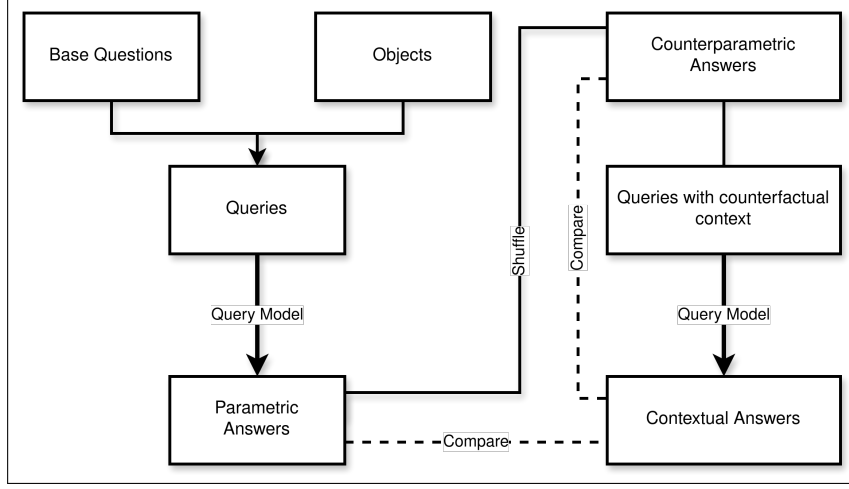 Base Questions
Objects
Counterparametric
Answers
Queries
Queries with counterfactual
context
Shuffle
Compare
Query Model
Query Model
Parametric
Answers
Contextual Answers
Compare